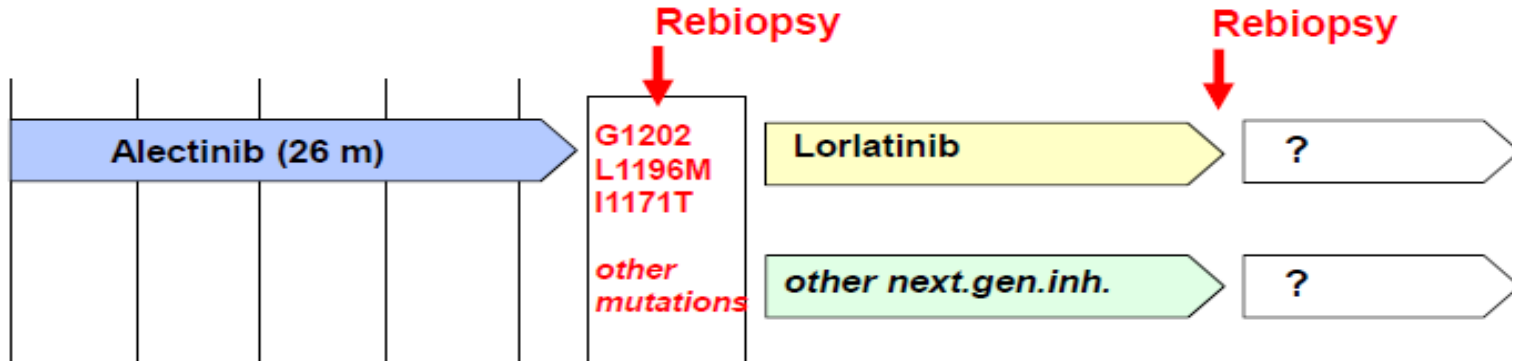 Rebiopsy
Rebiopsy
Alectinib (26 m)
G1202
L1196M
I1171T
other
mutations
Lorlatinib
?
other next.gen.inh.
?